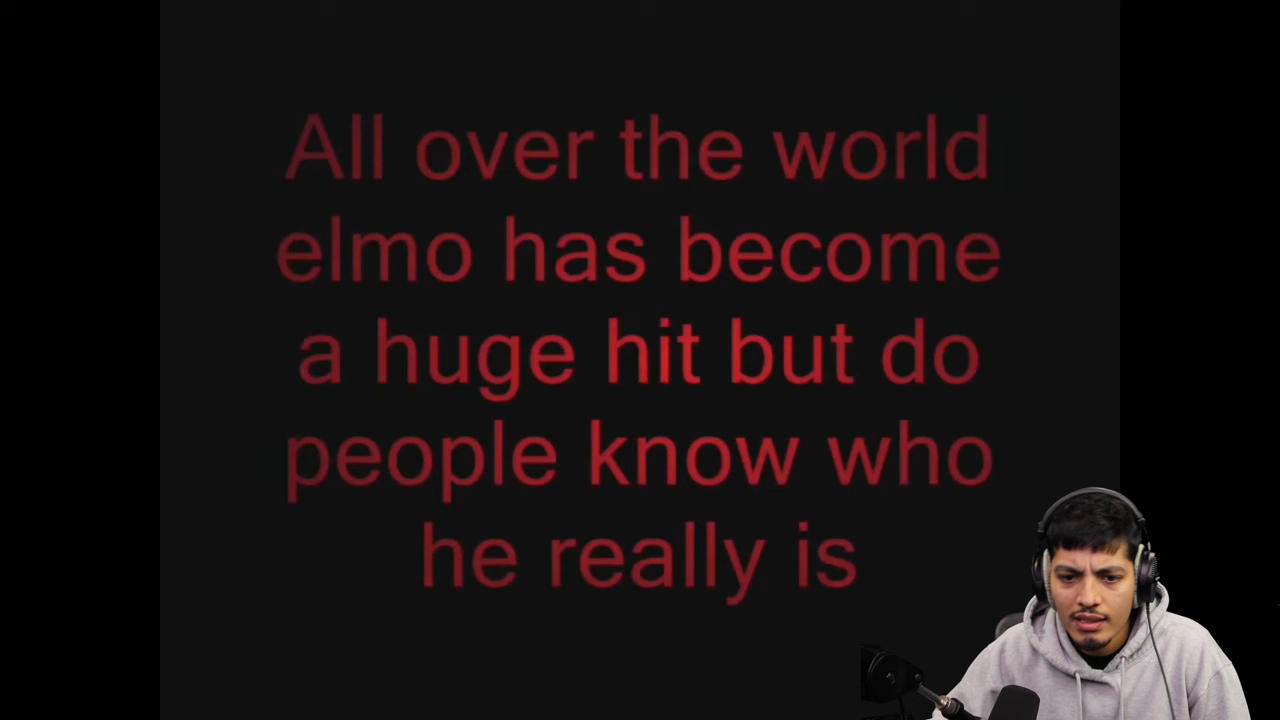 All over the world
elmo has become
a huge hit but do
people know who
he really is